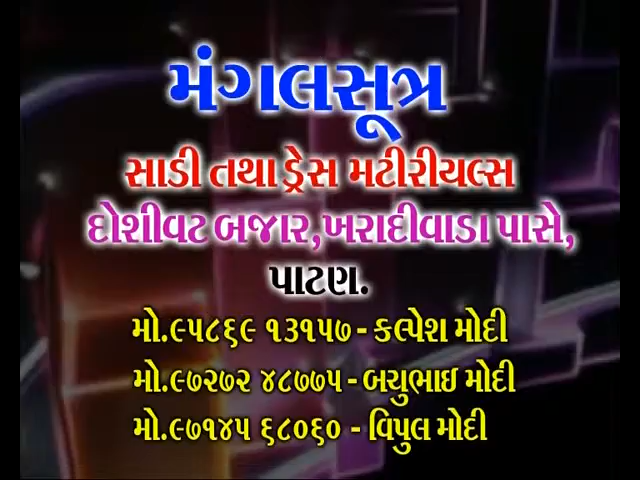 મંગલસૂત્ર
સાડી તથા ડ્રેસ મટીરીયલ્સ
દોશીવટ બજાર,ખરાદીવાડા પાસે,
પાટણ.
મો.૯૫૮૬૯ ૧૩૧૫૭ - કલ્પેશ મોદી
મો.૯૭૨૭૨ ૪૮૭૭૫ - બચુભાઇ મોદી
મો.૯૭૧૪૫ ૬૮૦૬૦ - વિપુલ મોદી